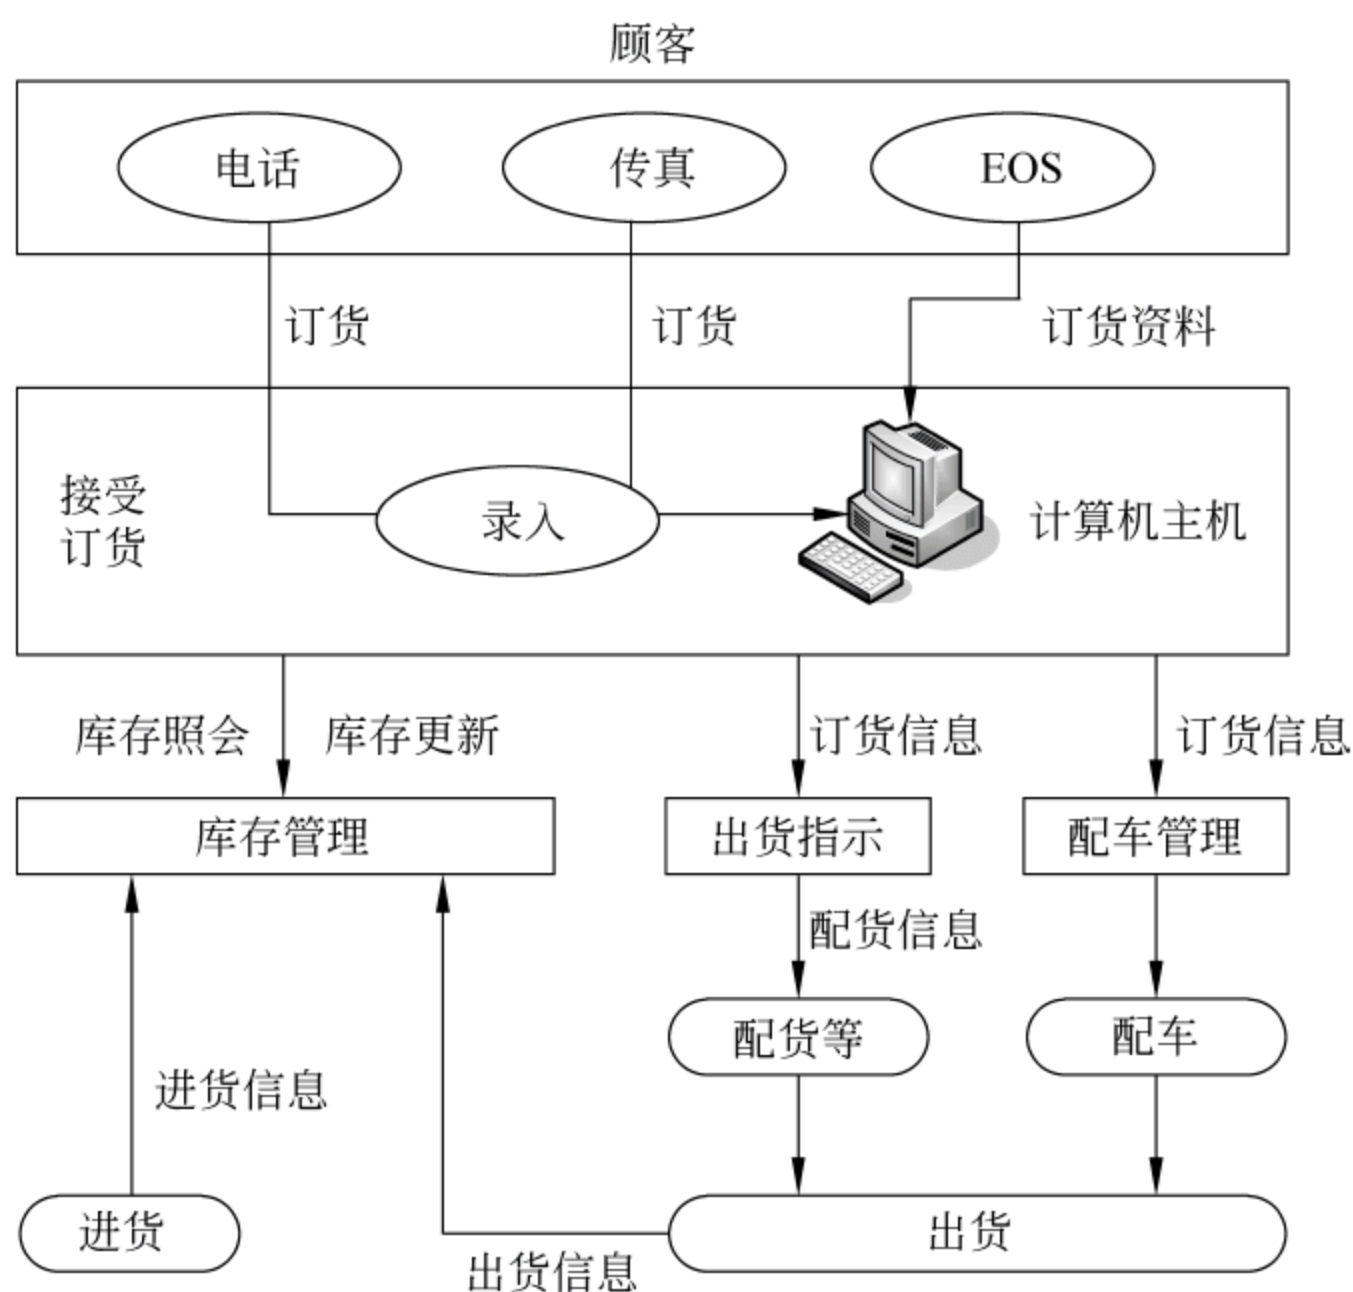 顾客
电话
传真
EOS
订货
订货
订货资料
接受
订货
录入
计算机主机
库存照会
库存更新
订货信息
订货信息
库存管理
出货指示
配车管理
配货信息
配货等
配车
进货信息
进货
出货
出货信息